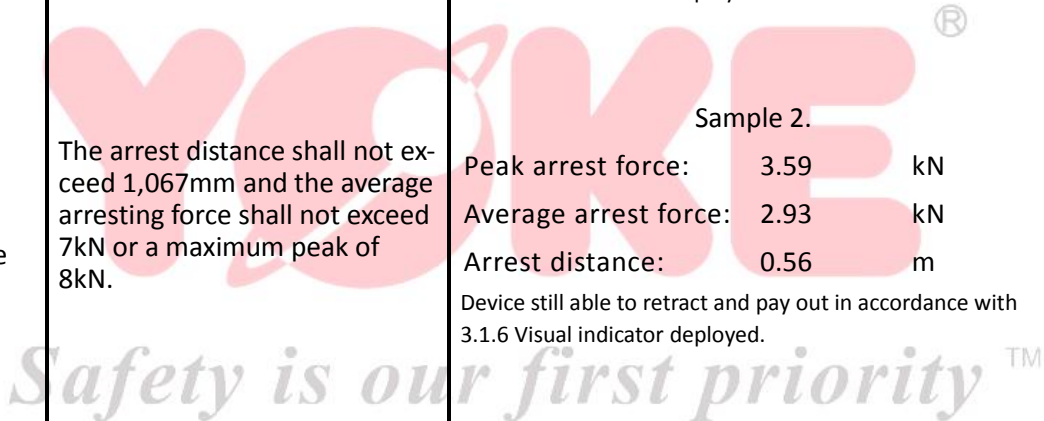 YOKE ®
Sample 2.
The arrest distance shall not ex-
ceed 1,067mm and the average
arresting force shall not exceed
7kN or a maximum peak of
8kN.
e
Peak arrest force: 3.59 kN
Average arrest force: 2.93 kN
Arrest distance: 0.56 m
Device still able to retract and pay out in accordance with
3.1.6 Visual indicator deployed.
Safety is our first priority ™